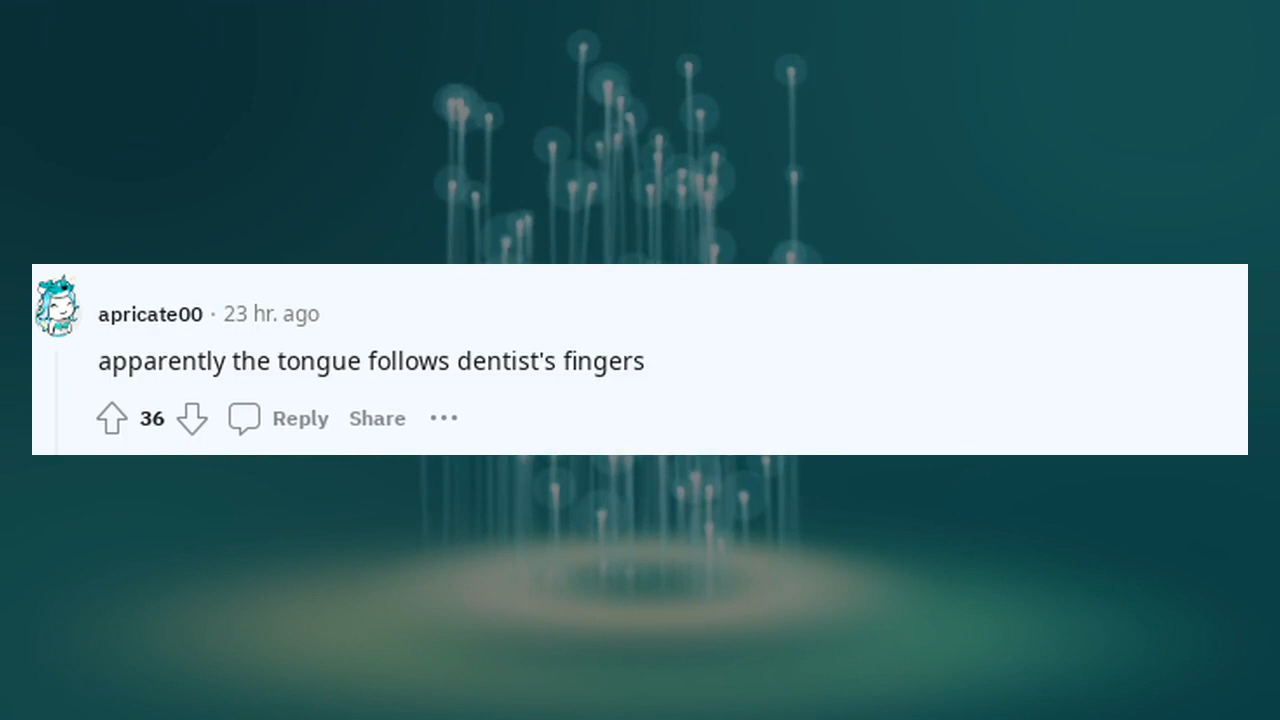 apricate00 · 23 hr. ago
apparently the tongue follows dentist's fingers
36 Reply Share ...